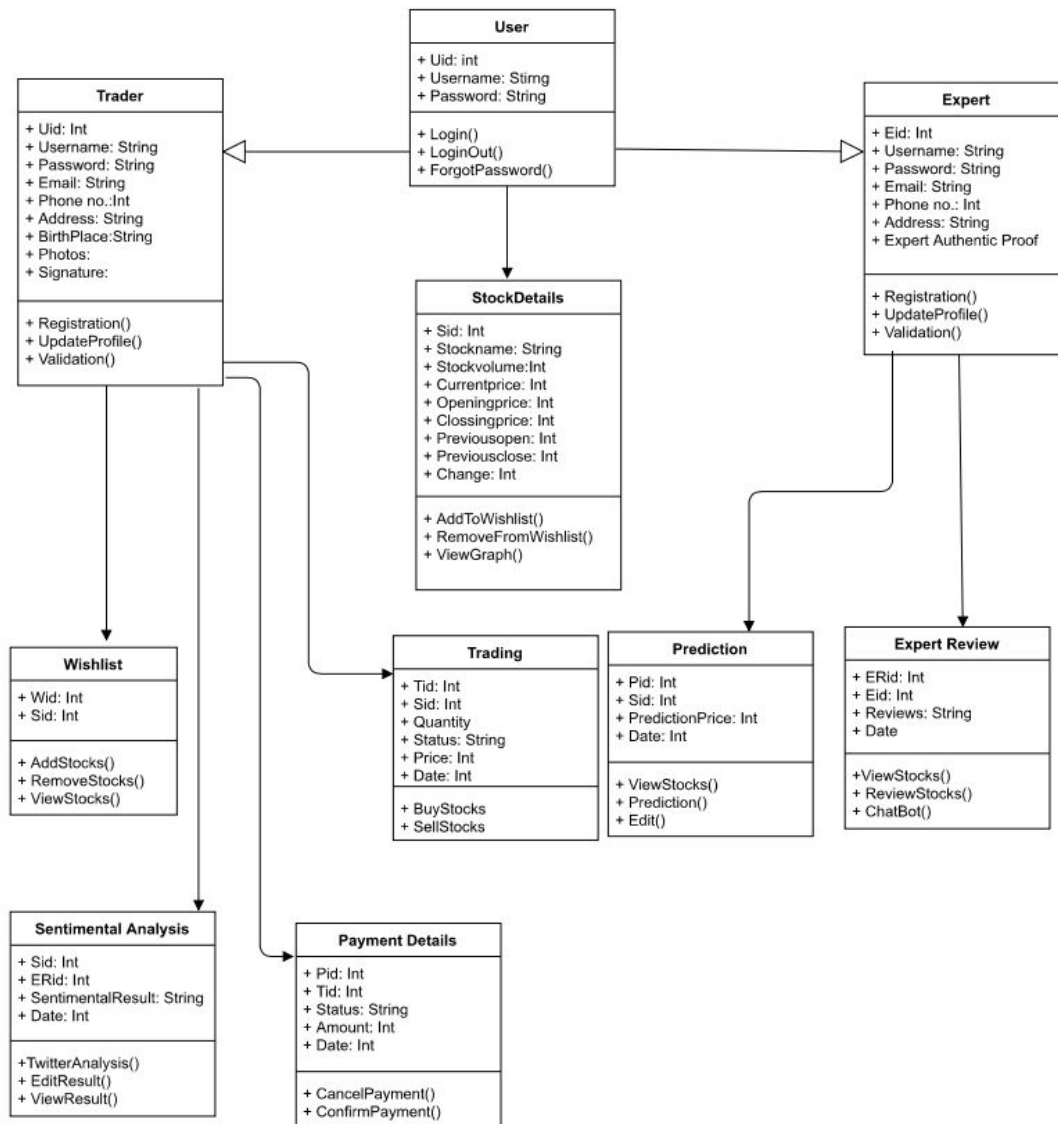 User
+ Uid: int
+ Username: Stirng
+ Password: String
+ Login()
+ LoginOut()
+ ForgotPassword()
Trader
+ Uid: Int
+ Username: String
+ Password: String
+ Email: String
+ Phone no.:Int
+ Address: String
+ BirthPlace:String
+ Photos:
+ Signature:
+ Registration()
+ UpdateProfile()
+ Validation()
Expert
+ Eid: Int
+ Username: String
+ Password: String
+ Email: String
+ Phone no.: Int
+ Address: String
+ Expert Authentic Proof
+ Registration()
+ UpdateProfile()
+ Validation()
StockDetails
+ Sid: Int
+ Stockname: String
+ Stockvolume:Int
+ Currentprice: Int
+ Openingprice: Int
+ Clossingprice: Int
+ Previousopen: Int
+ Previousclose: Int
+ Change: Int
+ AddToWishlist()
+ RemoveFromWishlist()
+ ViewGraph()
Wishlist
+ Wid: Int
+ Sid: Int
+ AddStocks()
+ RemoveStocks()
+ ViewStocks()
Trading
+ Tid: Int
+ Sid: Int
+ Quantity
+ Status: String
+ Price: Int
+ Date: Int
+ BuyStocks
+ SellStocks
Prediction
+ Pid: Int
+ Sid: Int
+ PredictionPrice: Int
+ Date: Int
+ ViewStocks()
+ Prediction()
+ Edit()
Expert Review
+ ERid: Int
+ Eid: Int
+ Reviews: String
+ Date
+ViewStocks()
+ ReviewStocks()
+ ChatBot()
Sentimental Analysis
+ Sid: Int
+ ERid: Int
+ SentimentalResult: String
+ Date: Int
+TwitterAnalysis()
+ EditResult()
+ ViewResult()
Payment Details
+ Pid: Int
+ Tid: Int
+ Status: String
+ Amount: Int
+ Date: Int
+ CancelPayment()
+ ConfirmPayment()